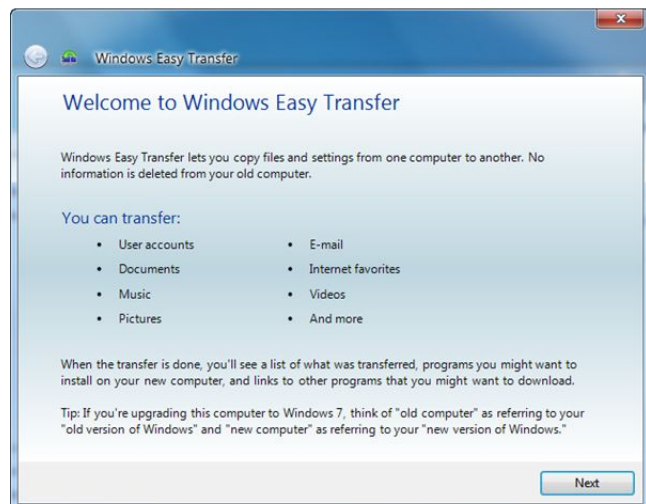 Windows Easy Transfer
Welcome to Windows Easy Transfer
Windows Easy Transfer lets you copy files and settings from one computer to another. No
information is deleted from your old computer.
You can transfer:
• User accounts
• Documents
• Music
• Pictures
• E-mail
• Internet favorites
• Videos
• And more
When the transfer is done, you'll see a list of what was transferred, programs you might want to
install on your new computer, and links to other programs that you might want to download.
Tip: If you're upgrading this computer to Windows 7, think of "old computer" as referring to your
"old version of Windows" and "new computer" as referring to your "new version of Windows."
Next